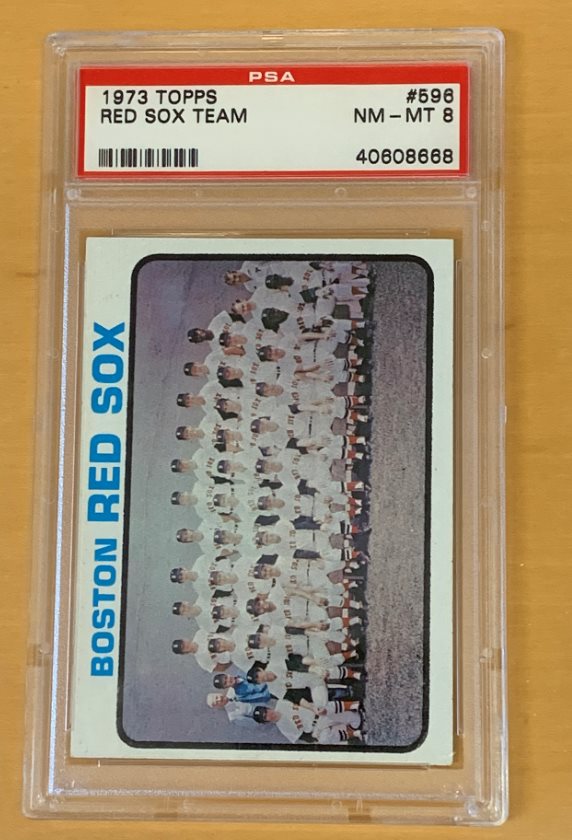 PSA
1973 TOPPS #596
RED SOX TEAM NM-MT 8
40608668
BOSTON RED SOX